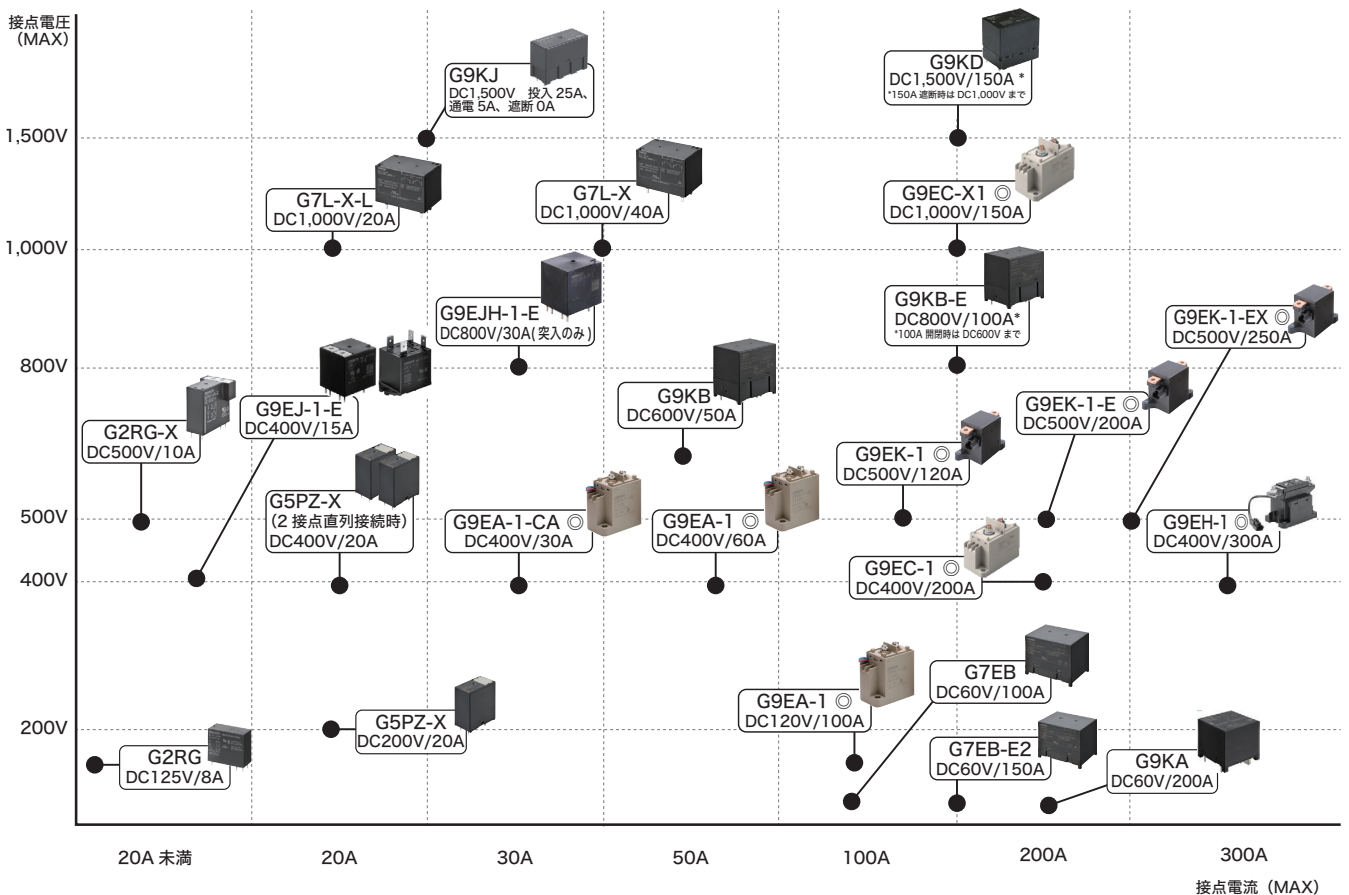 接点電圧
（MAX）
G9KJ
DC1,500V　投入 25A、
通電 5A、遮断 0A
G9KD
DC1,500V/150A *
*150A 遮断時は DC1,000V まで
1,500V
G7L-X-L
DC1,000V/20A
G7L-X
DC1,000V/40A
G9EC-X1 ◎
DC1,000V/150A
1,000V
G9EJH-1-E
DC800V/30A( 突入のみ )
G9KB-E
DC800V/100A*
*100A 開閉時は DC600V まで
G9EK-1-EX ◎
DC500V/250A
800V
G2RG-X
DC500V/10A
G9EJ-1-E
DC400V/15A
G9KB
DC600V/50A
G9EK-1-E ◎
DC500V/200A
G9EK-1 ◎
DC500V/120A
G5PZ-X
（2 接点直列接続時）
DC400V/20A
G9EA-1-CA ◎
DC400V/30A
G9EA-1 ◎
DC400V/60A
G9EH-1 ◎
DC400V/300A
500V
G9EC-1 ◎
DC400V/200A
400V
G7EB
DC60V/100A
G9EA-1 ◎
DC120V/100A
G5PZ-X
DC200V/20A
200V
G2RG
DC125V/8A
G7EB-E2
DC60V/150A
G9KA
DC60V/200A
20A 未満
20A
30A
50A
100A
200A
300A
接点電流（MAX）